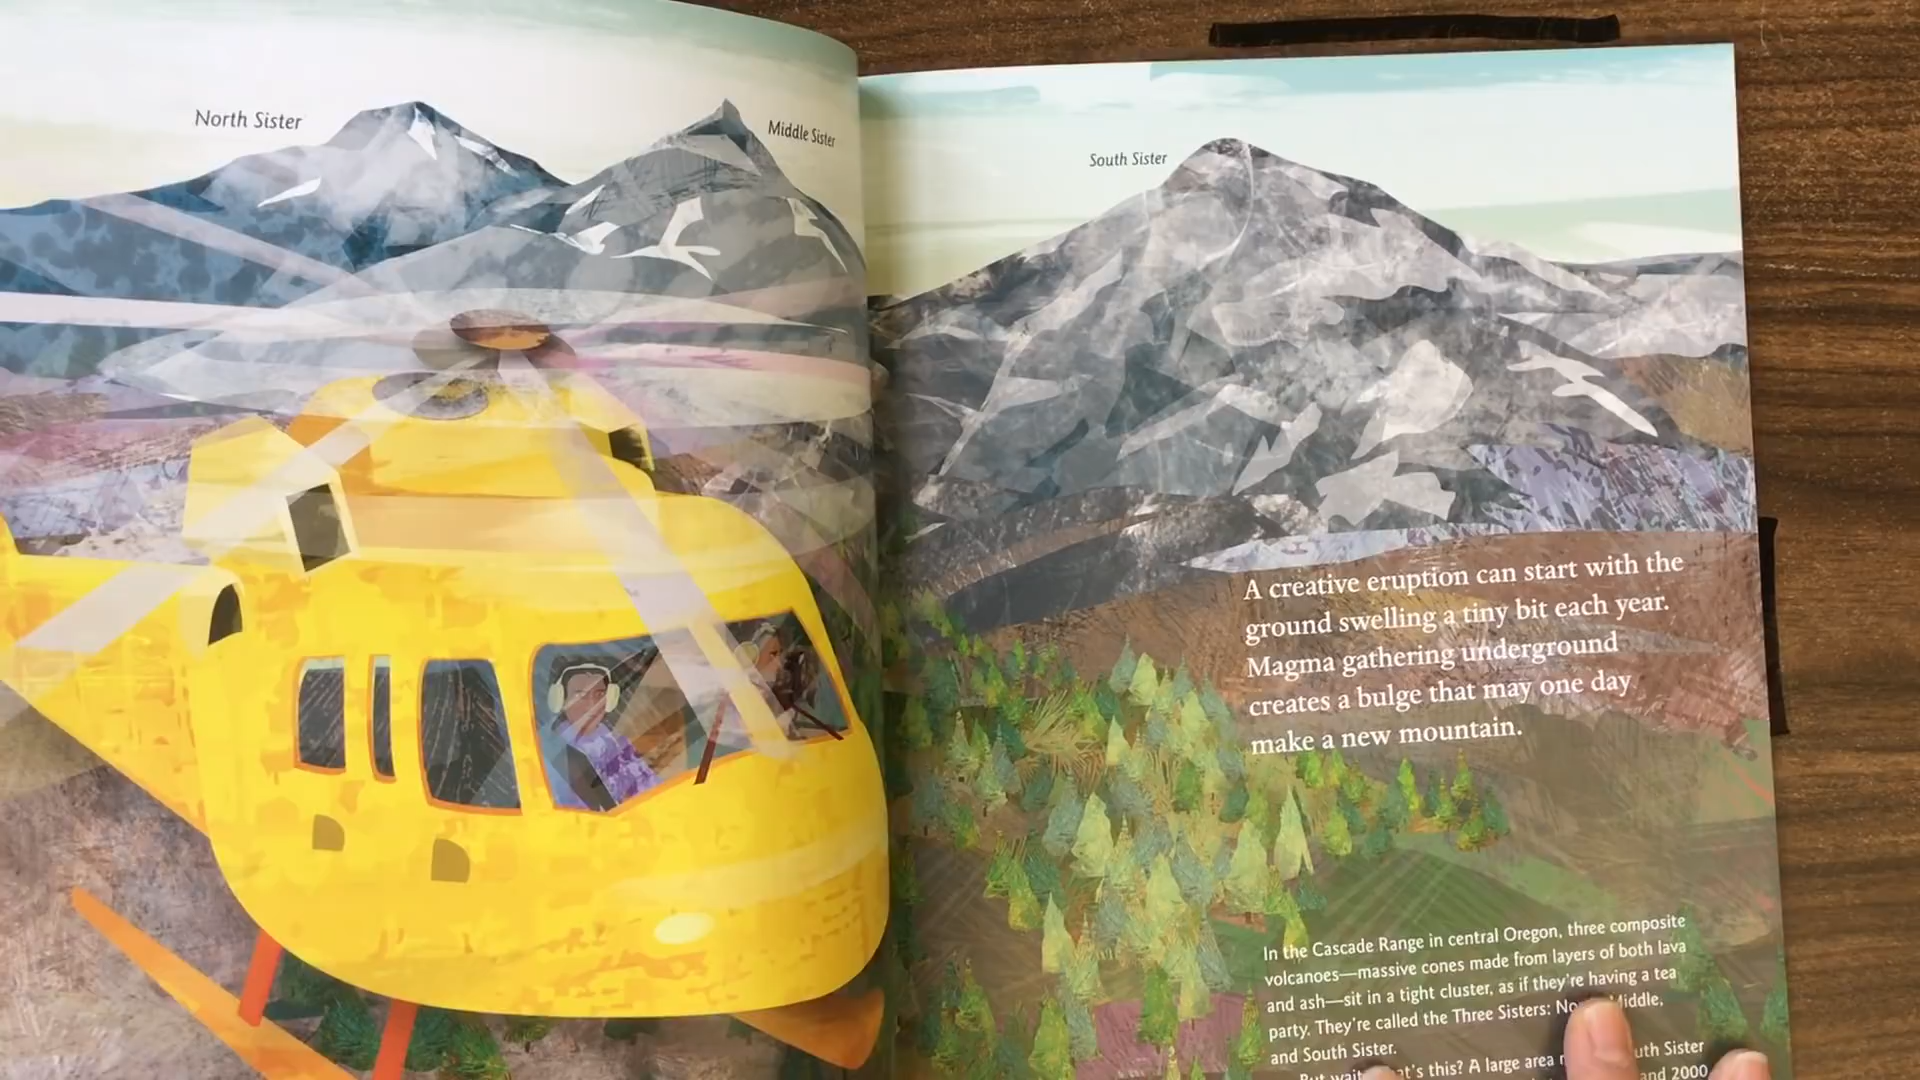 North Sister
Middle Sister
South Sister
A creative eruption can start with the
ground swelling a tiny bit each year.
Magma gathering underground
creates a bulge that may one day
make a new mountain.
In the Cascade Range in central Oregon, three composite
volcanoes—massive cones made from layers of both lava
and ash—sit in a tight cluster, as if they're having a tea
party. They're called the Three Sisters: Middle,
and South Sister.
But this? A large area Sister
and 2000